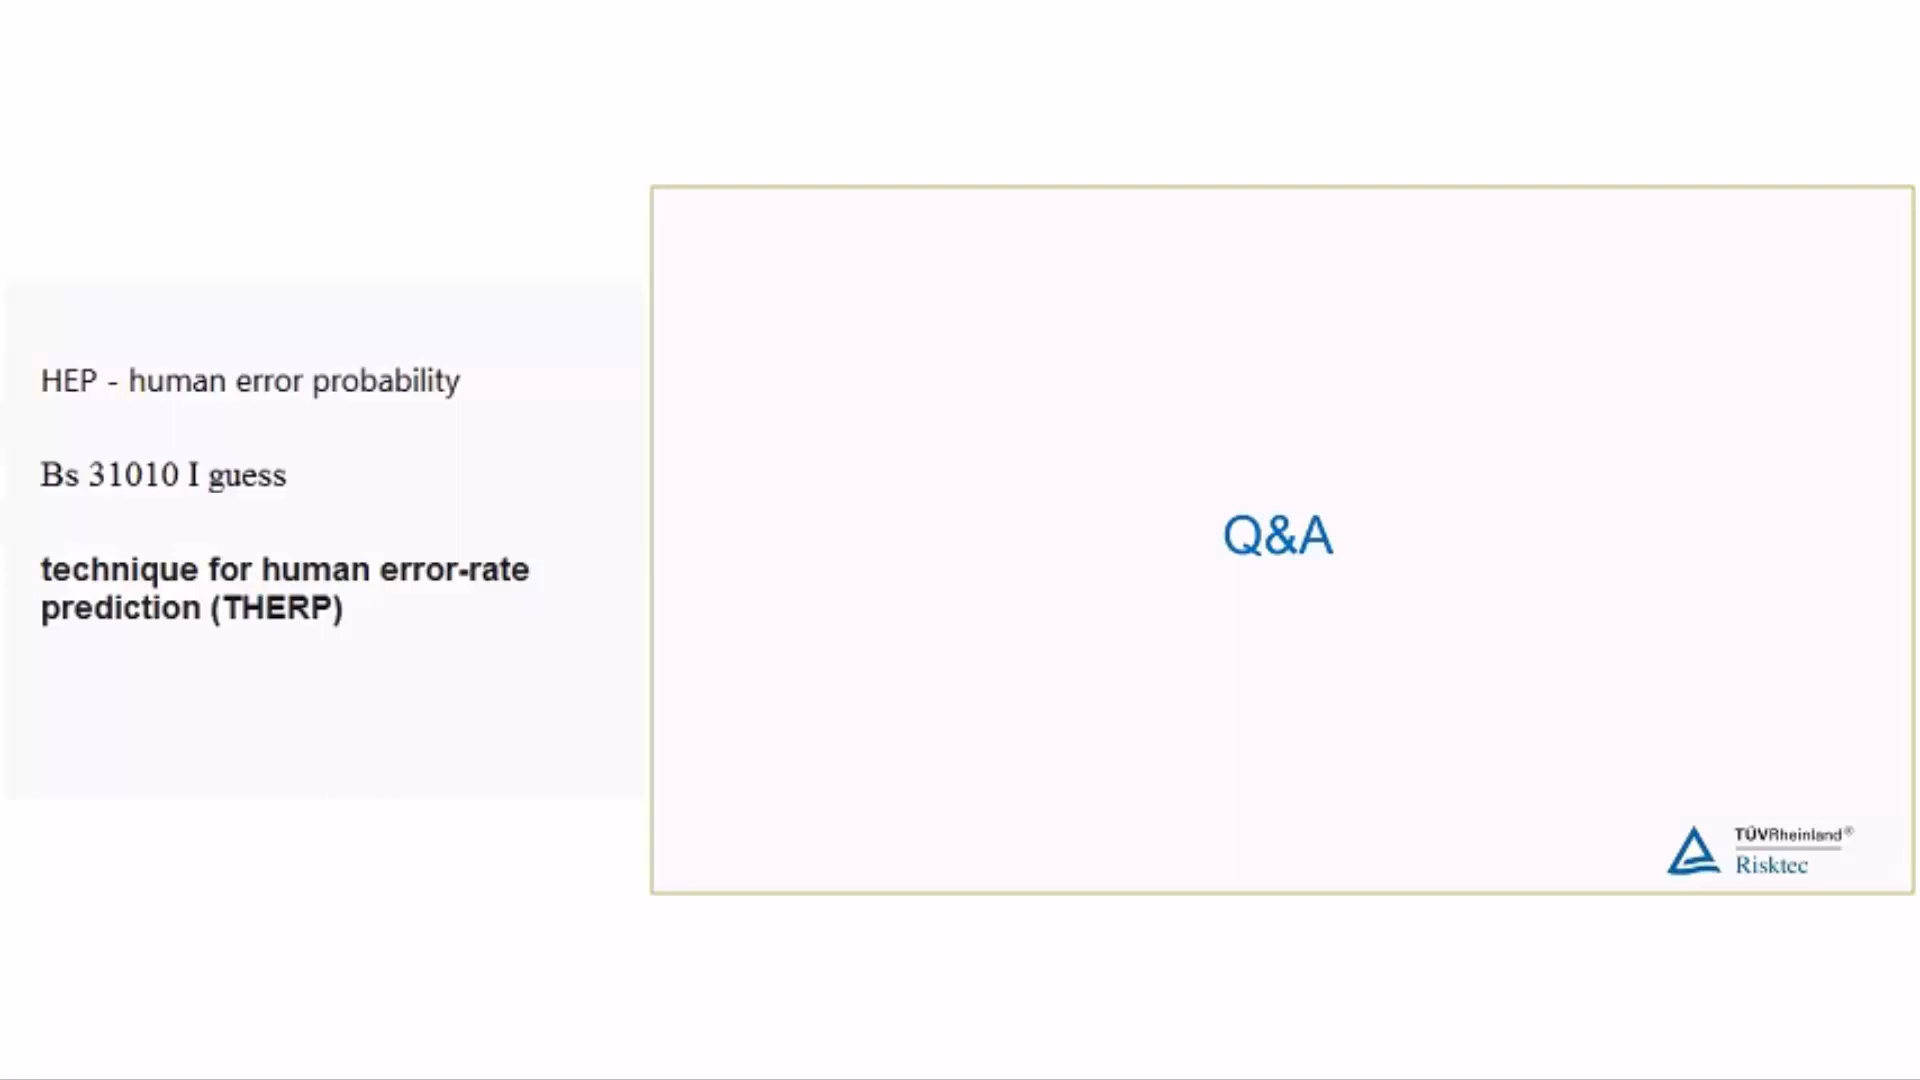 HEP - human error probability
Bs 31010 I guess
technique for human error-rate
prediction (THERP)
Q&A
TÜVRheinland®
Risktec